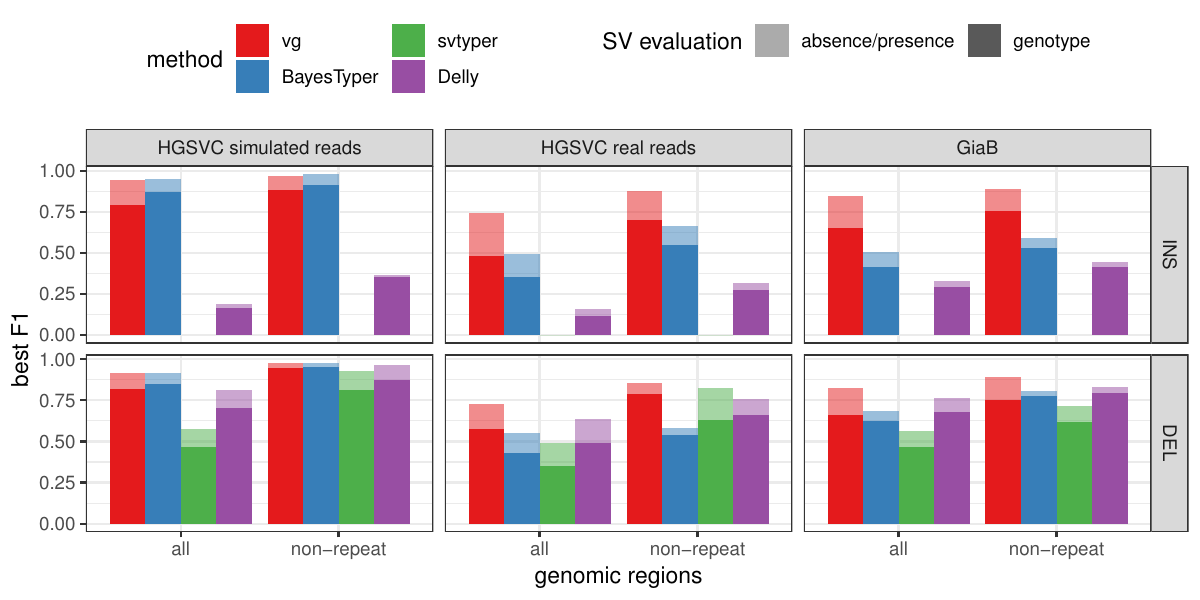 method
vg
BayesTyper
svtyper
Delly
SV evaluation
absence/presence
genotype
HGSVC simulated reads
HGSVC real reads
GiaB
best F1
1.00
0.75
0.50
0.25
0.00
INS
1.00
0.75
0.50
0.25
0.00
DEL
all
non−repeat
all
non−repeat
all
non−repeat
genomic regions